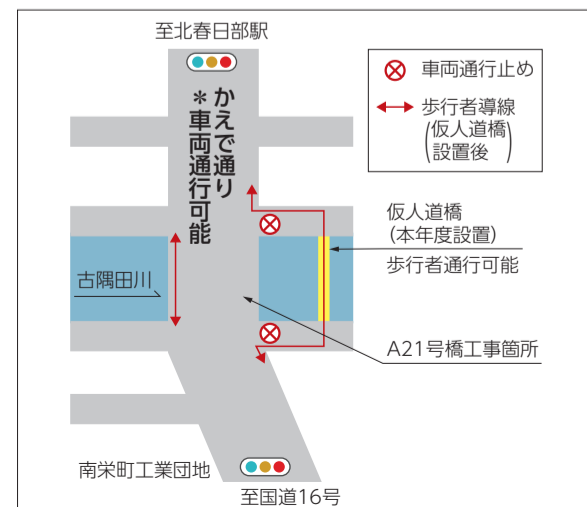 至北春日部駅
かえで通り
＊車両通行可能
車両通行止め
歩行者導線
(仮人道橋
設置後)
仮人道橋
(本年度設置)
歩行者通行可能
古隅田川
A21号橋工事箇所
南栄町工業団地
至国道16号